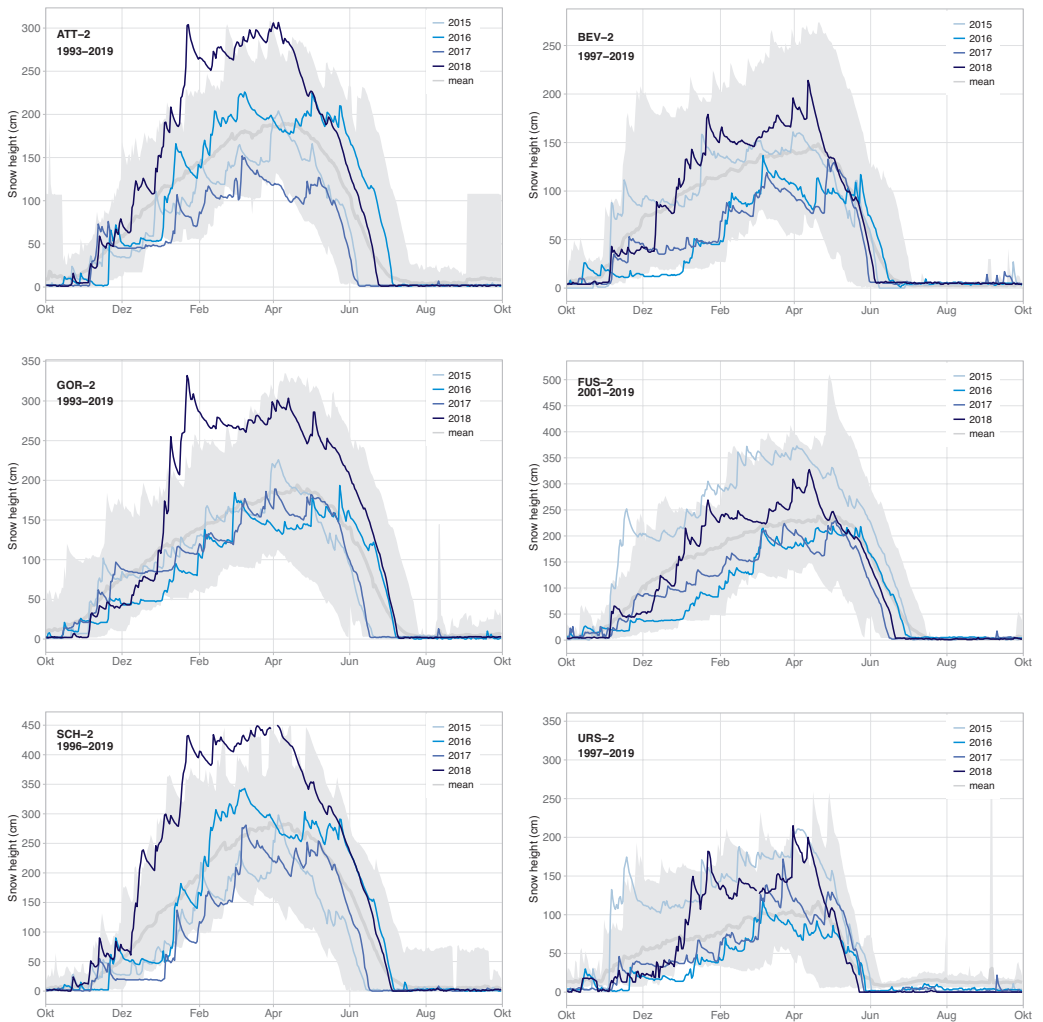 ATT–2
1993–2019
2015
2016
2017
2018
mean
Snow height (cm)
300
250
200
150
100
50
0
Okt
Dez
Feb
Apr
Jun
Aug
Okt
BEV–2
1997–2019
2015
2016
2017
2018
mean
Snow height (cm)
250
200
150
100
50
0
Okt
Dez
Feb
Apr
Jun
Aug
Okt
GOR–2
1993–2019
2015
2016
2017
2018
mean
Snow height (cm)
350
300
250
200
150
100
50
0
Okt
Dez
Feb
Apr
Jun
Aug
Okt
FUS–2
2001–2019
2015
2016
2017
2018
mean
Snow height (cm)
500
450
400
350
300
250
200
150
100
50
0
Okt
Dez
Feb
Apr
Jun
Aug
Okt
SCH–2
1996–2019
2015
2016
2017
2018
mean
Snow height (cm)
450
400
350
300
250
200
150
100
50
0
Okt
Dez
Feb
Apr
Jun
Aug
Okt
URS–2
1997–2019
2015
2016
2017
2018
mean
Snow height (cm)
350
300
250
200
150
100
50
0
Okt
Dez
Feb
Apr
Jun
Aug
Okt